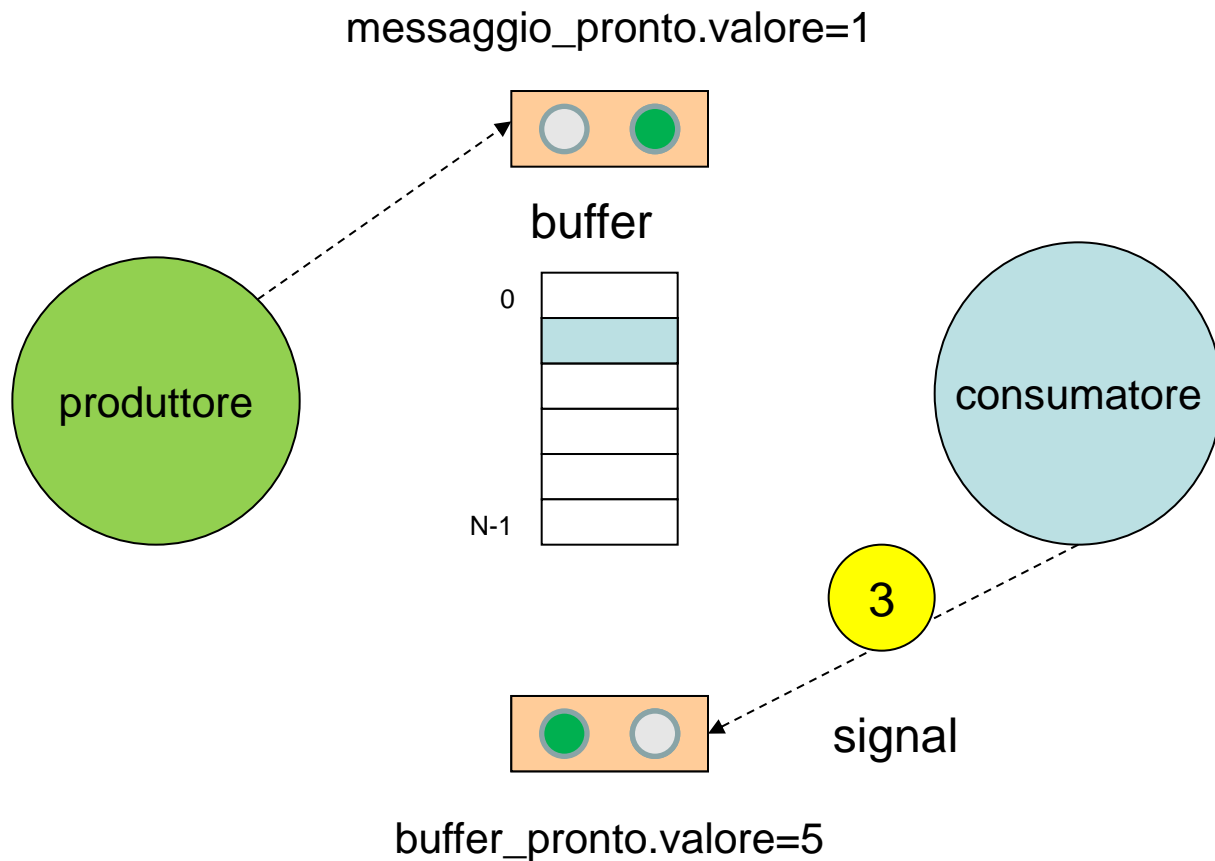 messaggio_pronto.valore=1
buffer
0
produttore
consumatore
N-1
3
signal
buffer_pronto.valore=5